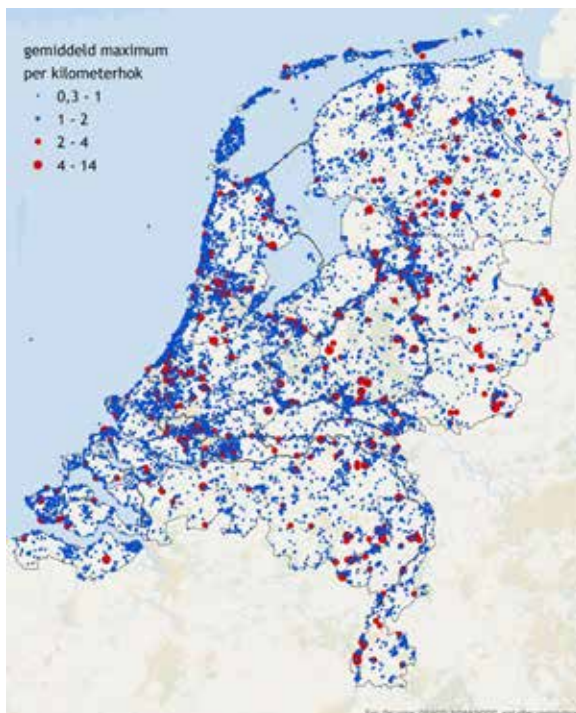 gemiddeld maximum
per kilometerhok
0,3 - 1
1 - 2
2 - 4
4 - 14